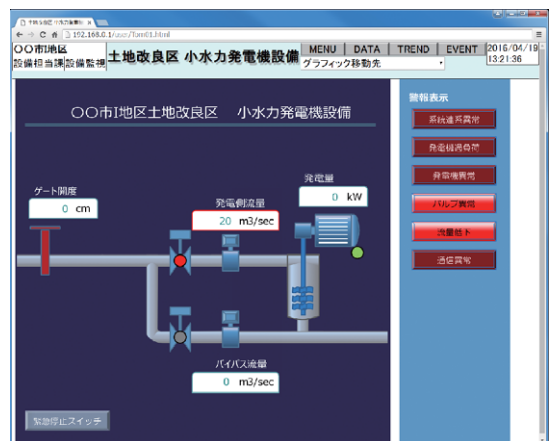 192.168.0.1/user/form01.html
〇〇市I地区
設備担当課 設備監視
土地改良区 小水力発電機設備
MENU DATA TREND EVENT
グラフィック移動先
2016/04/19
13:21:36
〇〇市I地区土地改良区 小水力発電機設備
警報表示
系統連系異常
発電機過負荷
発電機異常
バルブ異常
流量低下
通信異常
発電量
0 kW
ゲート開度
0 cm
発電側流量
20 m3/sec
バイパス流量
0 m3/sec
緊急停止スイッチ